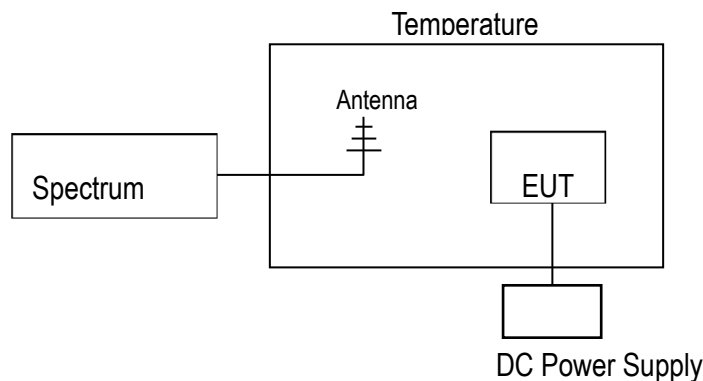 Temperature
Antenna
Spectrum
EUT
DC Power Supply